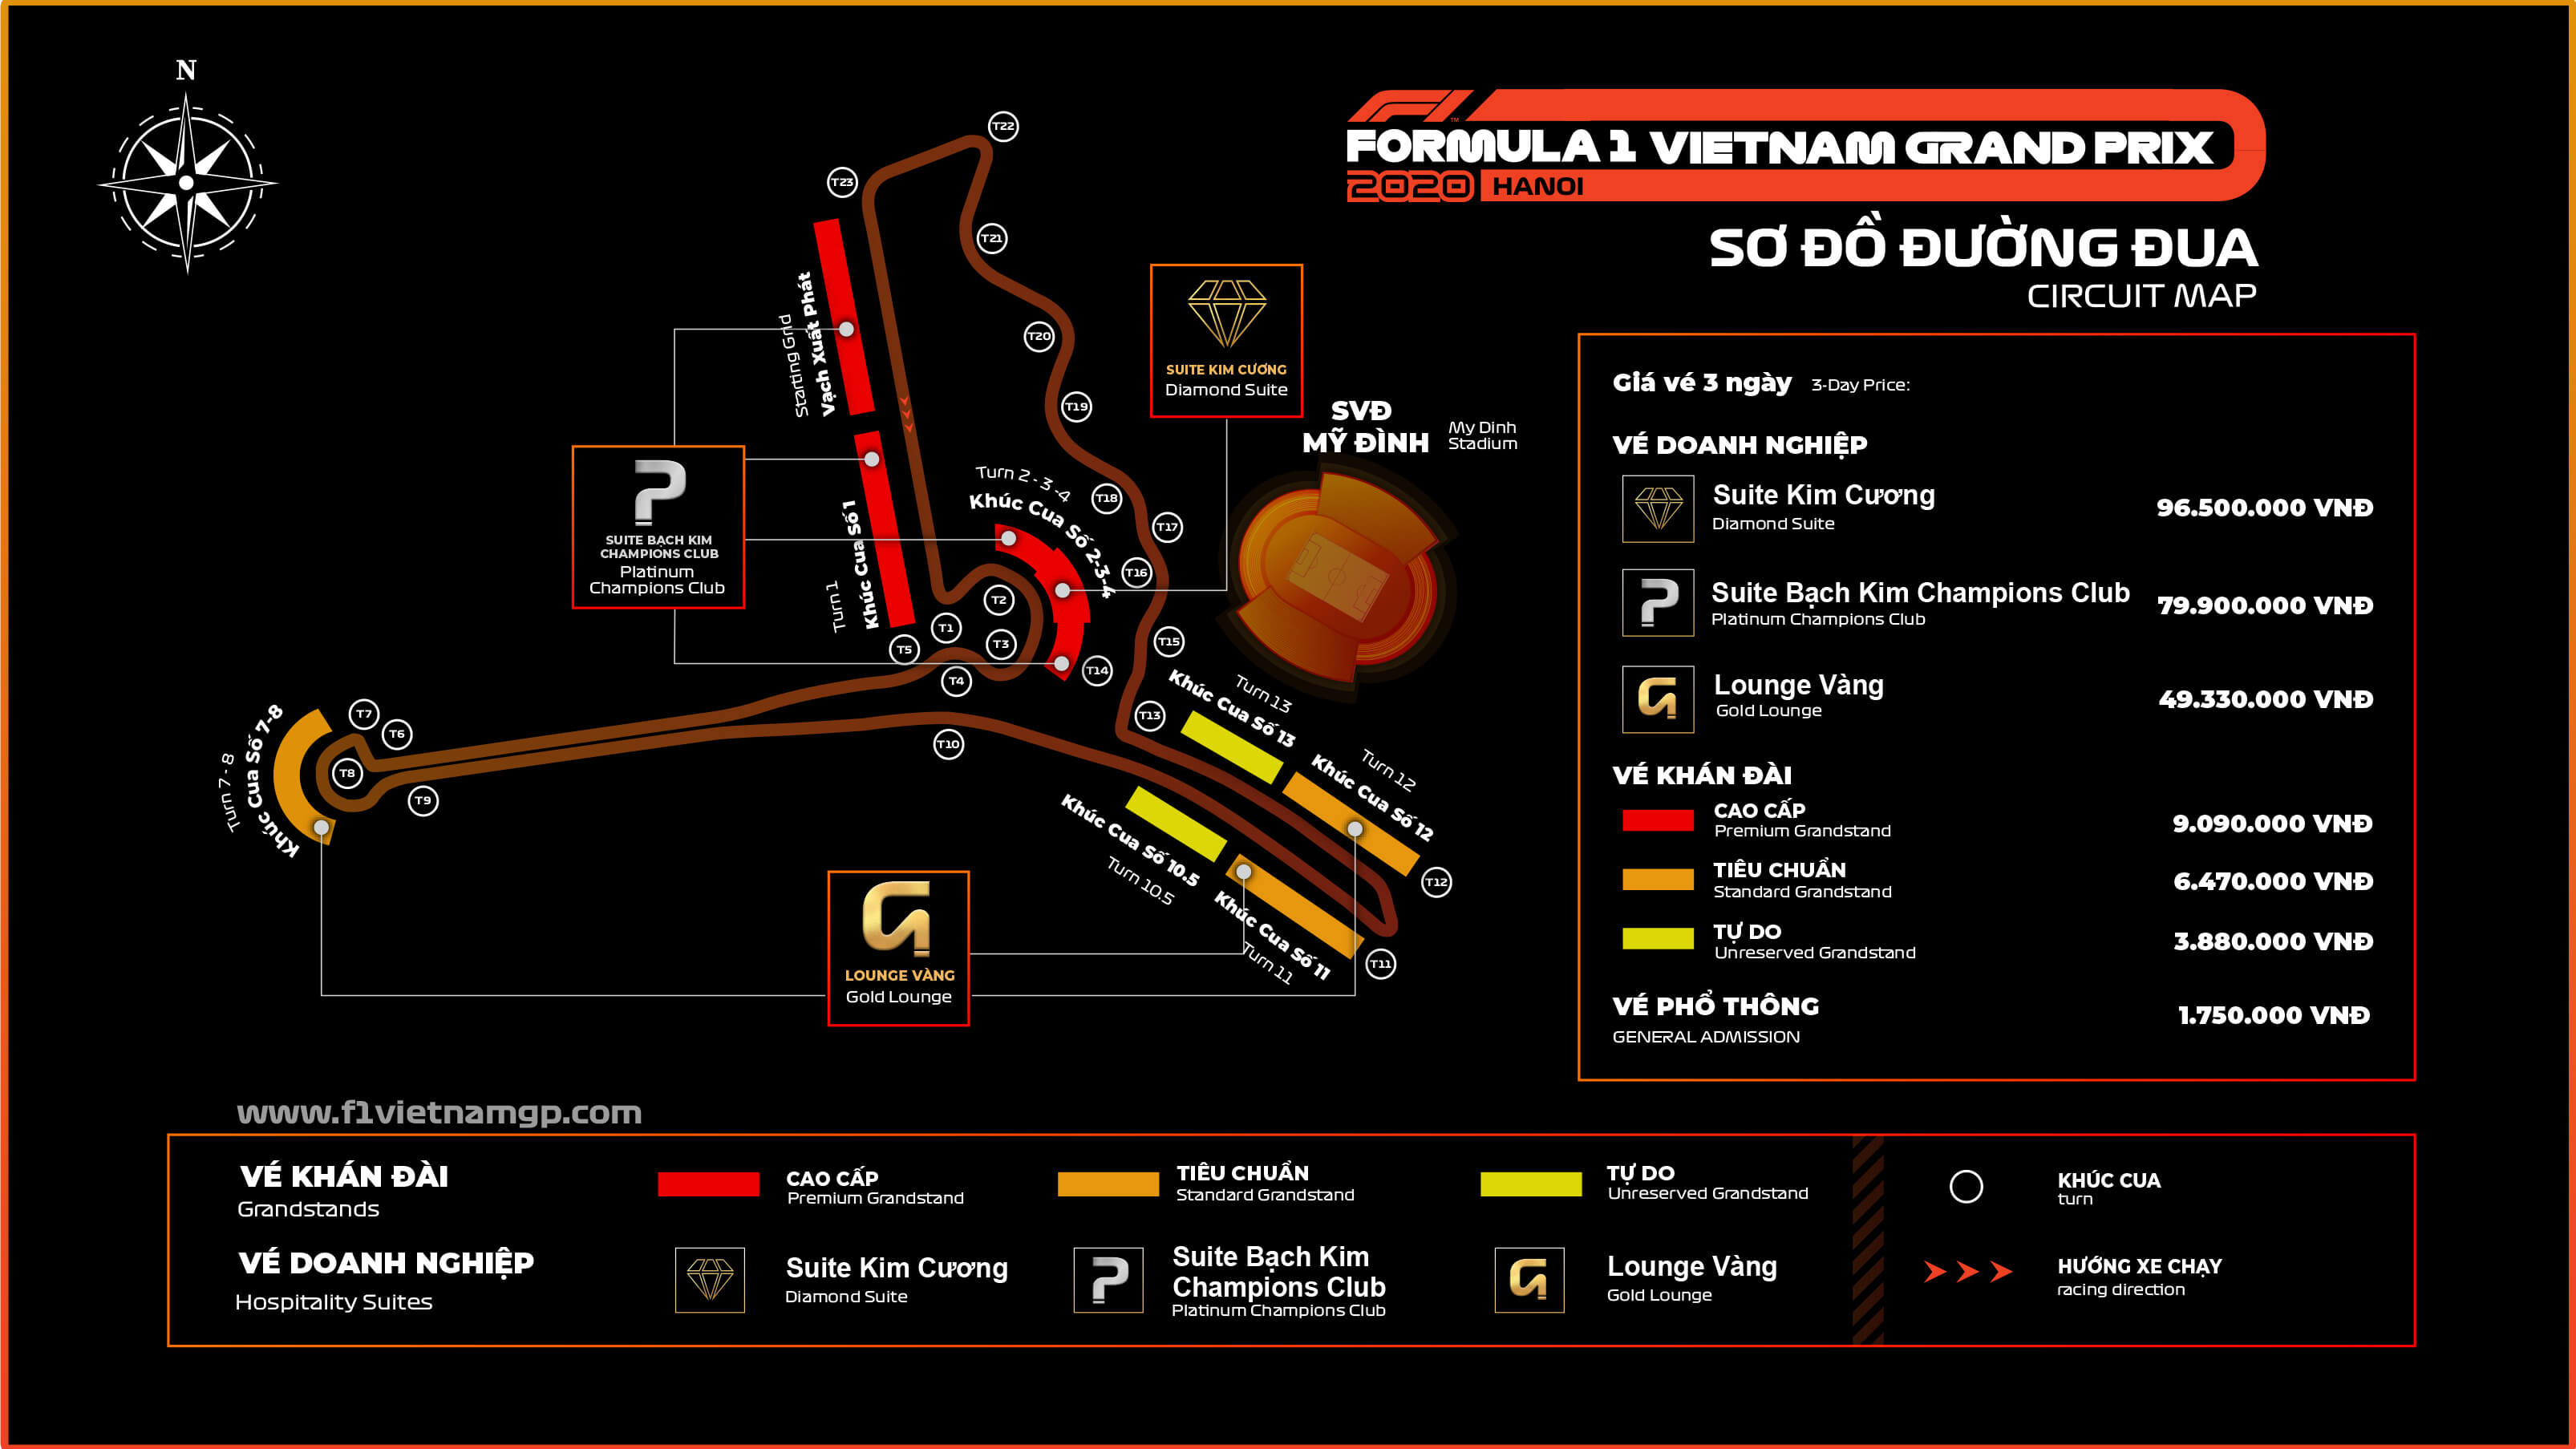 N
FORMULA 1 VIETNAM GRAND PRIX
2020 HANOI
SƠ ĐỒ ĐƯỜNG ĐUA
CIRCUIT MAP
T22
T23
T21
T20
T19
T18
T17
T16
T15
T14
T13
T12
T11
T10
T9
T8
T7
T6
T5
T4
T3
T2
T1
Starting Grid
Vạch Xuất Phát
Turn 1
Khúc Cua Số 1
Turn 2 - 3 -4
Khúc Cua Số 2-3-4
SUITE KIM CƯƠNG
Diamond Suite
SVĐ
MỸ ĐÌNH
My Dinh
Stadium
SUITE BẠCH KIM
CHAMPIONS CLUB
Platinum
Champions Club
Turn 7 - 8
Khúc Cua Số 7-8
Turn 13
Khúc Cua Số 13
Turn 12
Khúc Cua Số 12
Khúc Cua Số 10.5
Turn 10.5
Khúc Cua Số 11
Turn 11
LOUNGE VÀNG
Gold Lounge
Giá vé 3 ngày 3-Day Price:
VÉ DOANH NGHIỆP
Suite Kim Cương
Diamond Suite
96.500.000 VNĐ
Suite Bạch Kim Champions Club
Platinum Champions Club
79.900.000 VNĐ
Lounge Vàng
Gold Lounge
49.330.000 VNĐ
VÉ KHÁN ĐÀI
CAO CẤP
Premium Grandstand
9.090.000 VNĐ
TIÊU CHUẨN
Standard Grandstand
6.470.000 VNĐ
TỰ DO
Unreserved Grandstand
3.880.000 VNĐ
VÉ PHỔ THÔNG
GENERAL ADMISSION
1.750.000 VNĐ
www.f1vietnamgp.com
VÉ KHÁN ĐÀI
Grandstands
CAO CẤP
Premium Grandstand
TIÊU CHUẨN
Standard Grandstand
TỰ DO
Unreserved Grandstand
KHÚC CUA
turn
VÉ DOANH NGHIỆP
Hospitality Suites
Suite Kim Cương
Diamond Suite
Suite Bạch Kim
Champions Club
Platinum Champions Club
Lounge Vàng
Gold Lounge
HƯỚNG XE CHẠY
racing direction